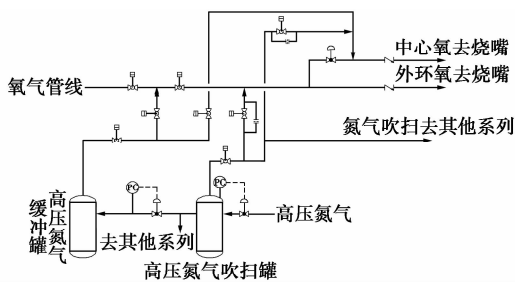 中心氧去烧嘴
外环氧去烧嘴
氧气管线
氮气吹扫去其他系列
PC
PC
高压氮气
缓冲罐
高压氮气
去其他系列
高压氮气吹扫罐